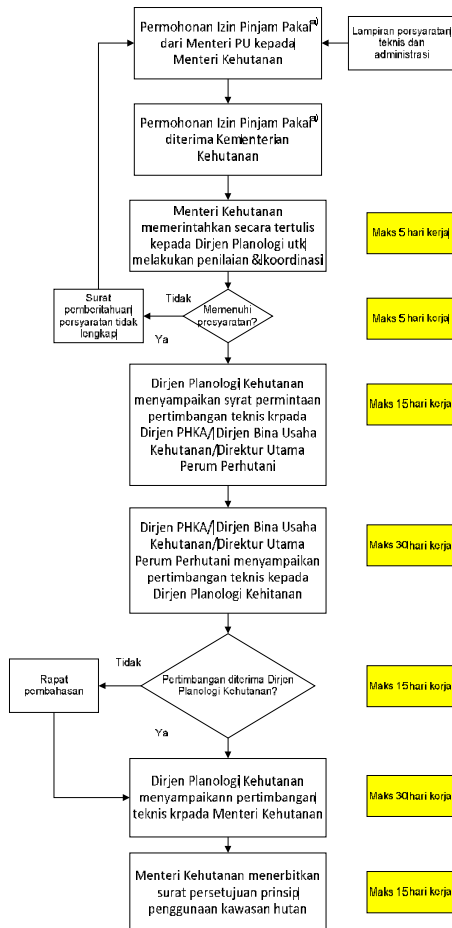 Permohonan Izin Pinjam Pakai a)
dari Menteri PU kepada
Menteri Kehutanan
Lampiran porsyaratan
teknis dan
administrasi
Permohonan Izin Pinjam Pakai a)
diterima Kementerian
Kehutanan
Menteri Kehutanan
memerintahkan secara tertulis
kepada Dirjen Planologi utk
melakukan penilaian & koordinasi
Maks 5 hari kerja
Surat
pemberitahuan
porsyaratan tidak
lengkap
Tidak
Memenuhi
presyaratan?
Ya
Maks 5 hari kerja
Dirjen Planologi Kehutanan
menyampaikan syrat permintaan
pertimbangan teknis krpada
Dirjen PHKA/ Dirjen Bina Usaha
Kehutanan/Direktur Utama
Perum Perhutani
Maks 15 hari kerja
Dirjen PHKA/ Dirjen Bina Usaha
Kehutanan/Direktur Utama
Perum Perhutani menyampaikan
pertimbangan teknis kepada
Dirjen Planologi Kehitanan
Maks 30 hari kerja
Rapat
pembahasan
Tidak
Pertimbangan diterima Dirjen
Planologi Kehutanan?
Ya
Maks 15 hari kerja
Dirjen Planologi Kehutanan
menyampaikann pertimbangan
teknis krpada Menteri Kehutanan
Maks 30 hari kerja
Menteri Kehutanan menerbitkan
surat persetujuan prinsip
penggunaan kawasan hutan
Maks 15 hari kerja